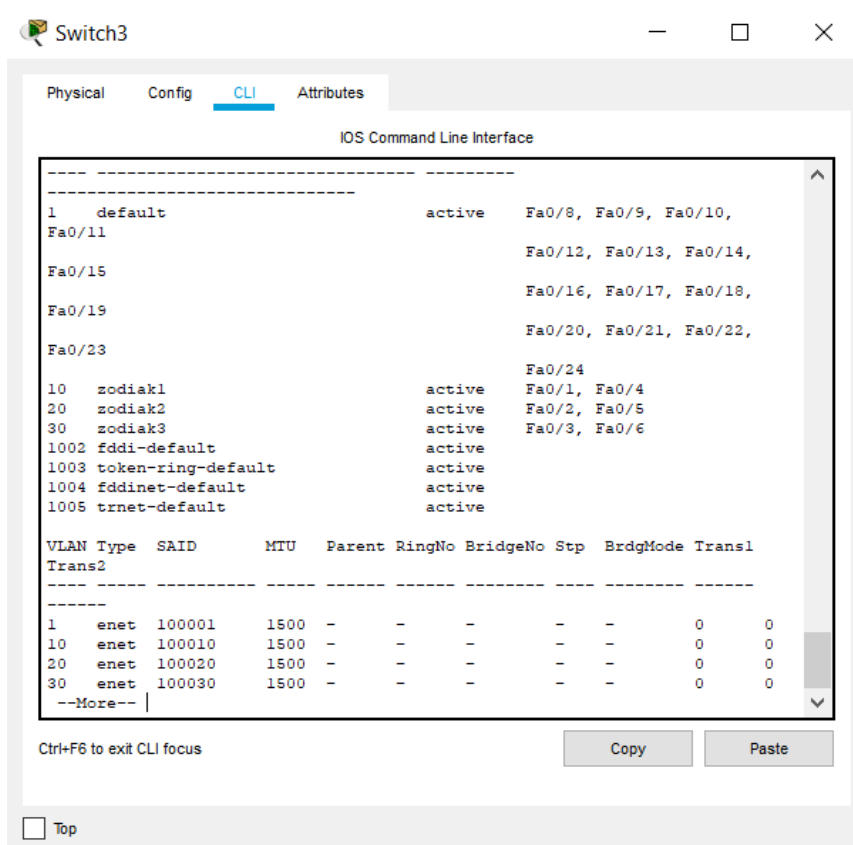 Switch3
Physical Config CLI Attributes
IOS Command Line Interface
---- -------------------------------- ---------
-------------------------------
1    default                          active    Fa0/8, Fa0/9, Fa0/10,
Fa0/11
                                                Fa0/12, Fa0/13, Fa0/14,
Fa0/15
                                                Fa0/16, Fa0/17, Fa0/18,
Fa0/19
                                                Fa0/20, Fa0/21, Fa0/22,
Fa0/23
                                                Fa0/24
10   zodiak1                          active    Fa0/1, Fa0/4
20   zodiak2                          active    Fa0/2, Fa0/5
30   zodiak3                          active    Fa0/3, Fa0/6
1002 fddi-default                     active
1003 token-ring-default               active
1004 fddinet-default                  active
1005 trnet-default                    active
VLAN Type  SAID       MTU   Parent RingNo BridgeNo Stp  BrdgMode Trans1
Trans2
---- ----- ---------- ----- ------ ------ -------- ---- -------- ------
------
1    enet  100001     1500  -      -      -        -    -        0      0
10   enet  100010     1500  -      -      -        -    -        0      0
20   enet  100020     1500  -      -      -        -    -        0      0
30   enet  100030     1500  -      -      -        -    -        0      0
--More--
Ctrl+F6 to exit CLI focus Copy Paste
Top